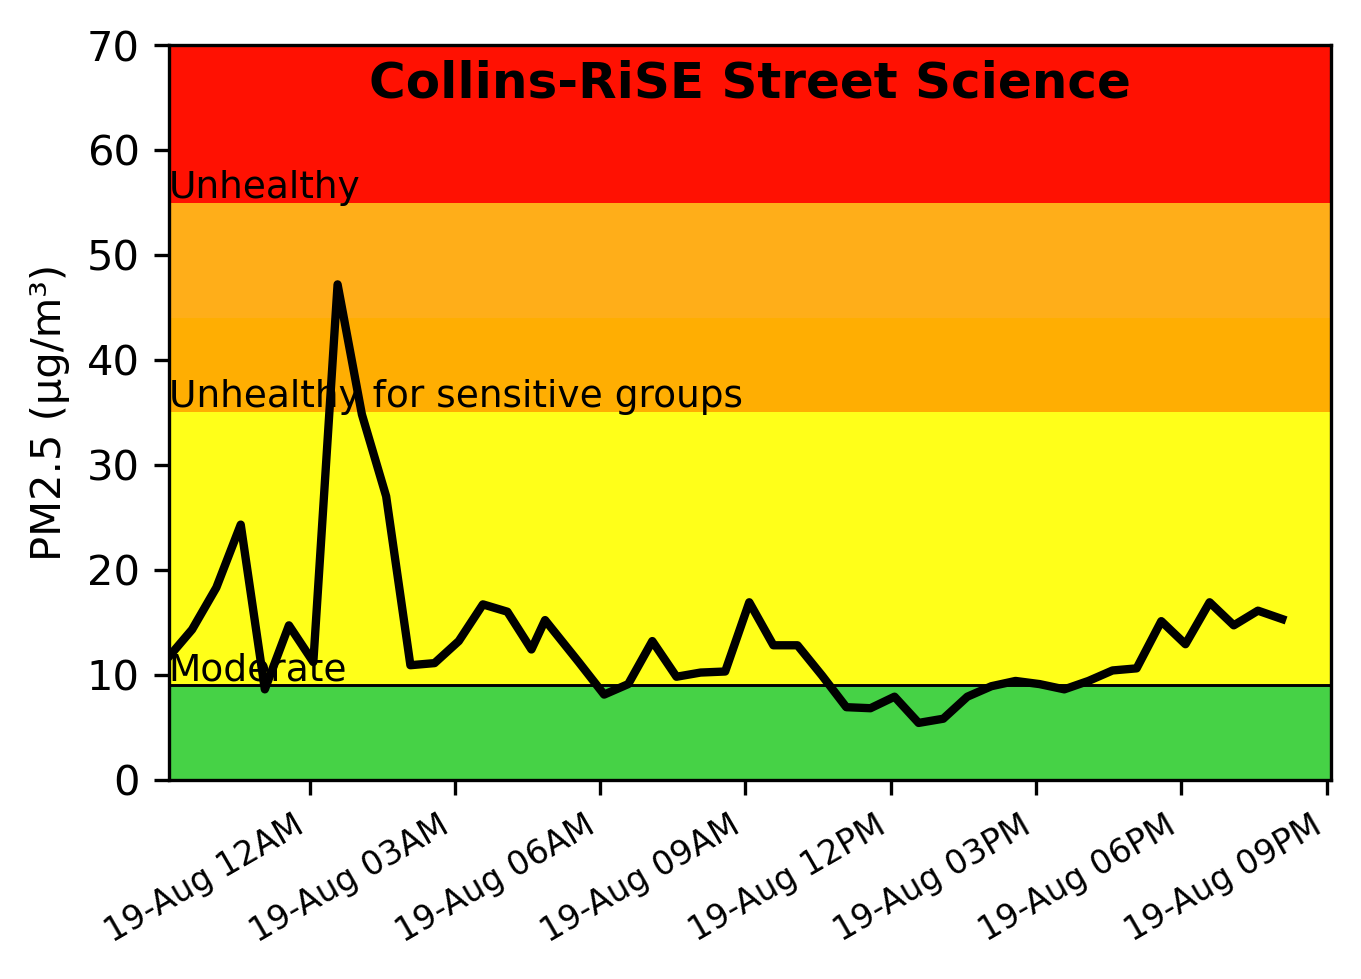 Collins-RiSE Street Science
PM2.5 (µg/m³)
70
60
Unhealthy
50
40
Unhealthy for sensitive groups
30
20
10
Moderate
0
19-Aug 12AM
19-Aug 03AM
19-Aug 06AM
19-Aug 09AM
19-Aug 12PM
19-Aug 03PM
19-Aug 06PM
19-Aug 09PM